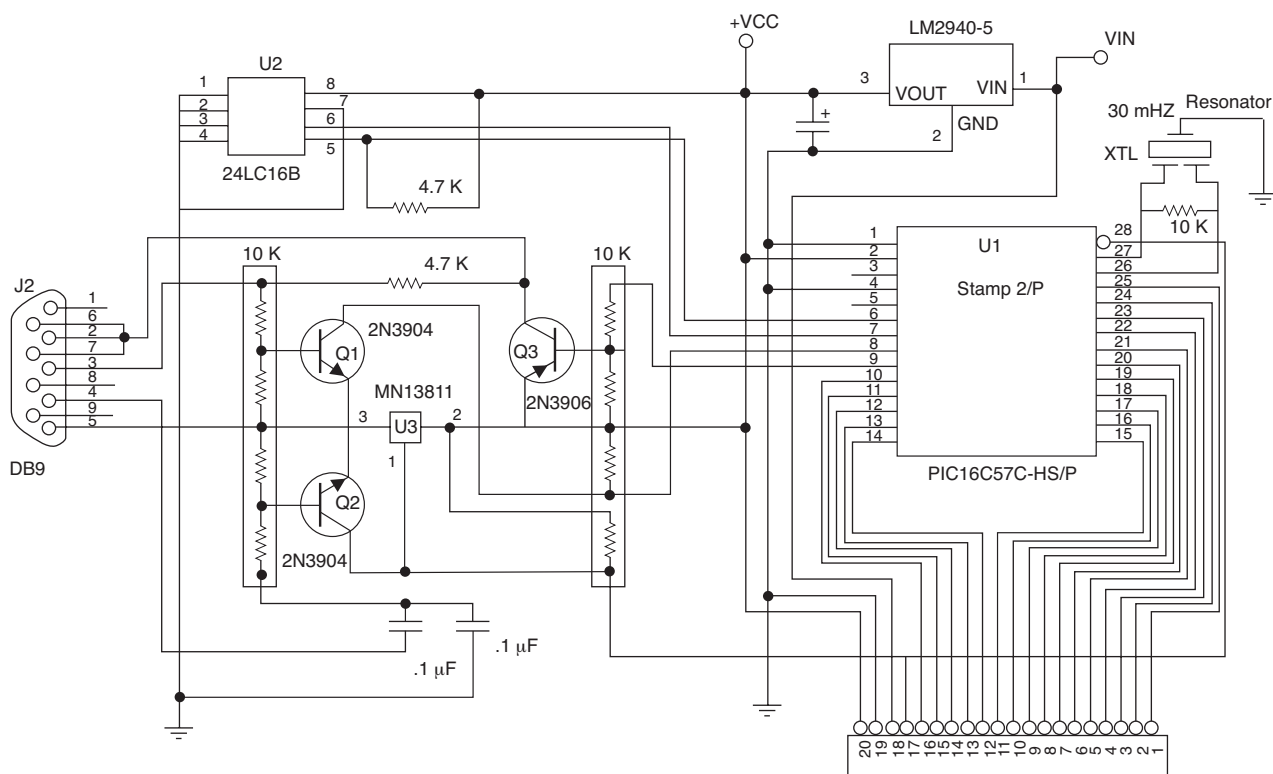 +VCC
LM2940-5
VIN
3
VOUT
VIN
1
2
GND
30 mHZ
Resonator
XTL
10 K
U2
1
2
3
4
8
7
6
5
24LC16B
4.7 K
J2
1
6
2
7
3
8
4
9
5
DB9
10 K
4.7 K
2N3904
Q1
MN13811
3
U3
2
1
Q2
2N3904
Q3
2N3906
10 K
.1 μF
.1 μF
U1
Stamp 2/P
PIC16C57C-HS/P
1
2
3
4
5
6
7
8
9
10
11
12
13
14
28
27
26
25
24
23
22
21
20
19
18
17
16
15
20
19
18
17
16
15
14
13
12
11
10
9
8
7
6
5
4
3
2
1